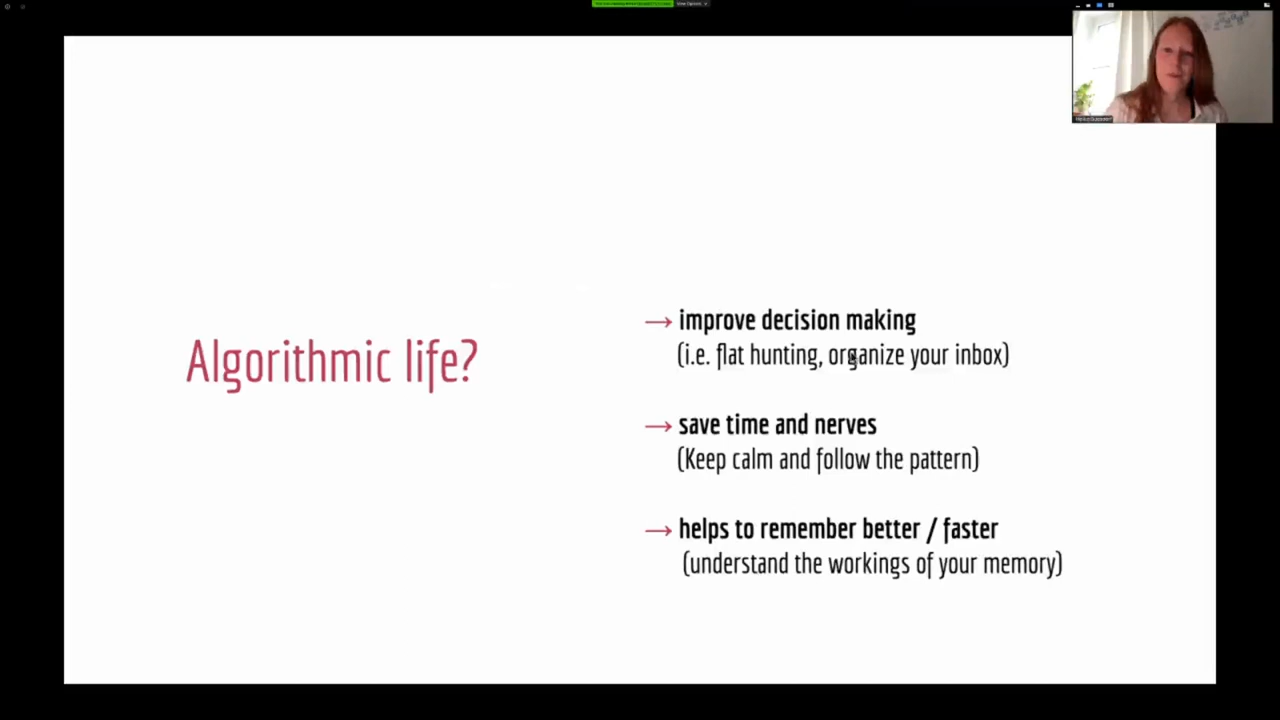 Algorithmic life?
→ improve decision making
(i.e. flat hunting, organize your inbox)
→ save time and nerves
(Keep calm and follow the pattern)
→ helps to remember better / faster
(understand the workings of your memory)